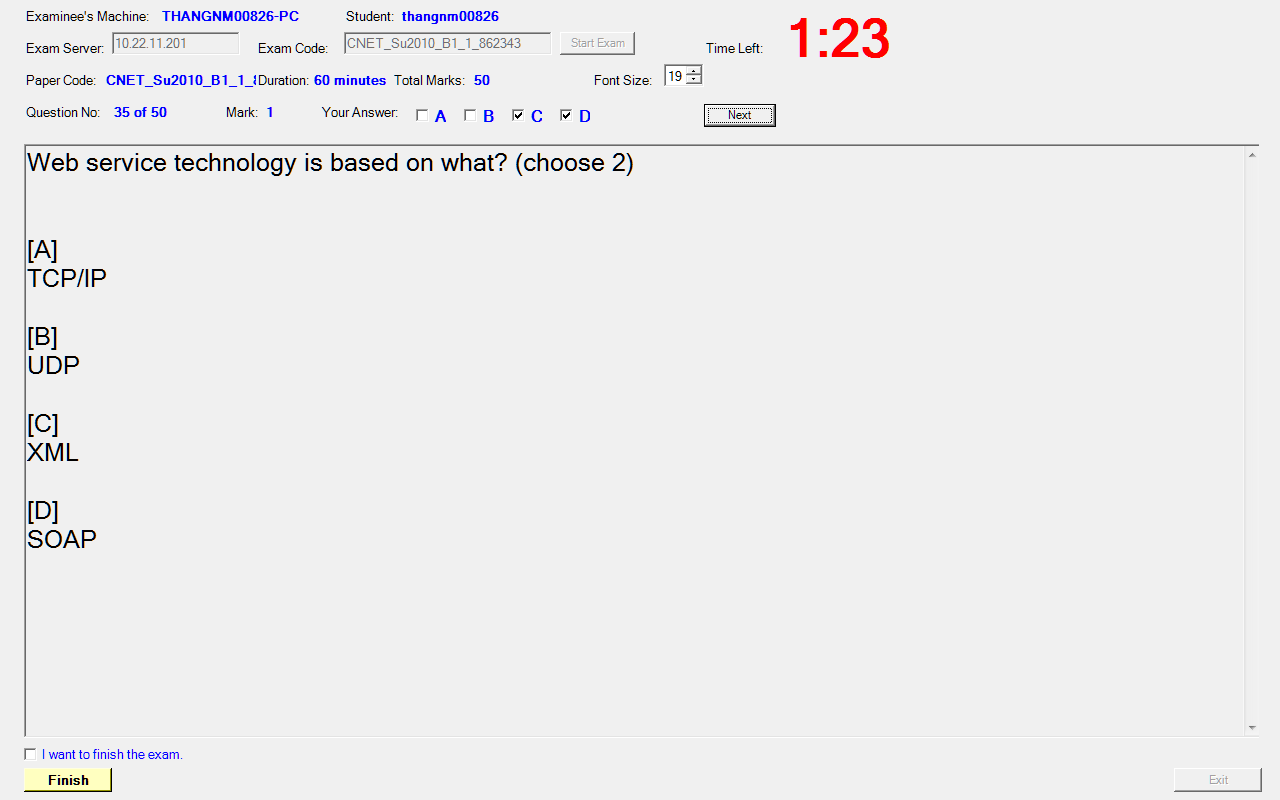 Examinee's Machine: THANGNM00826-PC Student: thangnm00826
Exam Server: 10.22.11.201 Exam Code: CNET_Su2010_B1_1_862343 Start Exam Time Left: 1:23
Paper Code: CNET_Su2010_B1_1_ Duration: 60 minutes Total Marks: 50 Font Size: 19
Question No: 35 of 50 Mark: 1 Your Answer: A B C D Next
Web service technology is based on what? (choose 2)
[A]
TCP/IP
[B]
UDP
[C]
XML
[D]
SOAP
I want to finish the exam.
Finish Exit